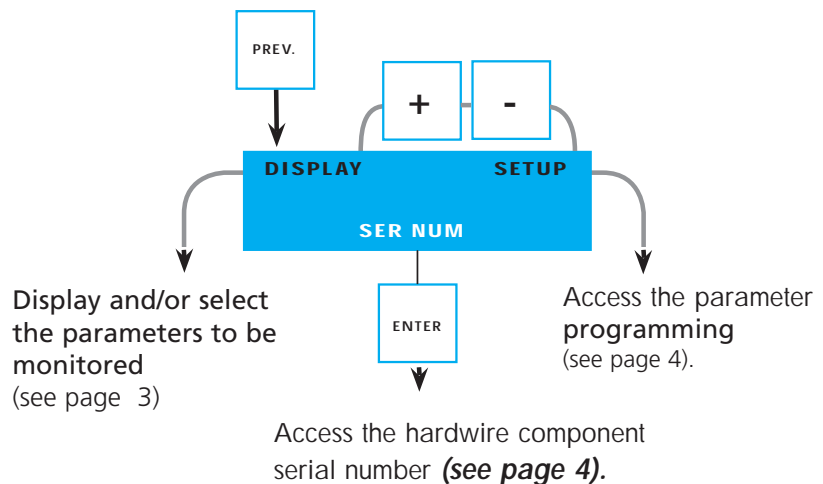 PREV.
+ -
DISPLAY SETUP
SER NUM
Display and/or select
the parameters to be
monitored
(see page 3)
ENTER
Access the parameter
programming
(see page 4).
Access the hardwire component
serial number (see page 4).